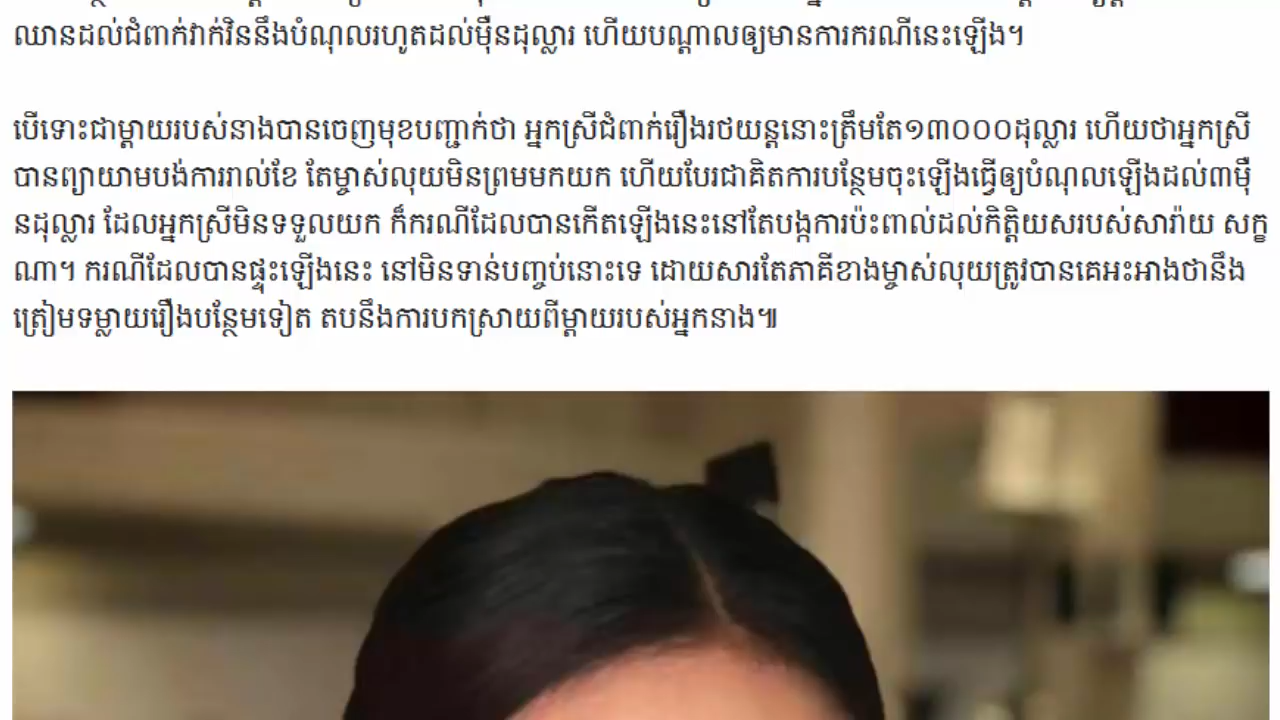 ឈានដល់ជំពាក់វាក់វិននឹងបំណុលរហូតដល់ម៉ឺនដុល្លារ ហើយបណ្តាលឲ្យមានការករណីនេះឡើង។
បើទោះជាម្តាយរបស់នាងបានចេញមុខបញ្ជាក់ថា អ្នកស្រីជំពាក់រឿងរថយន្តនោះត្រឹមតែ១៣០០០ដុល្លារ ហើយថាអ្នកស្រី
បានព្យាយាមបង់ការរាល់ខែ តែម្ចាស់លុយមិនព្រមមកយក ហើយបែរជាគិតការបន្ថែមចុះឡើងធ្វើឲ្យបំណុលឡើងដល់៣ម៉ឺ
នដុល្លារ ដែលអ្នកស្រីមិនទទួលយក ក៏ករណីដែលបានកើតឡើងនេះនៅតែបង្កការប៉ះពាល់ដល់កិត្តិយសរបស់សារ៉ាយ សក្ខ
ណា។ ករណីដែលបានផ្ទុះឡើងនេះ នៅមិនទាន់បញ្ចប់នោះទេ ដោយសារតែភាគីខាងម្ចាស់លុយត្រូវបានគេអះអាងថានឹង
ត្រៀមទម្លាយរឿងបន្ថែមទៀត តបនឹងការបកស្រាយពីម្តាយរបស់អ្នកនាង៕